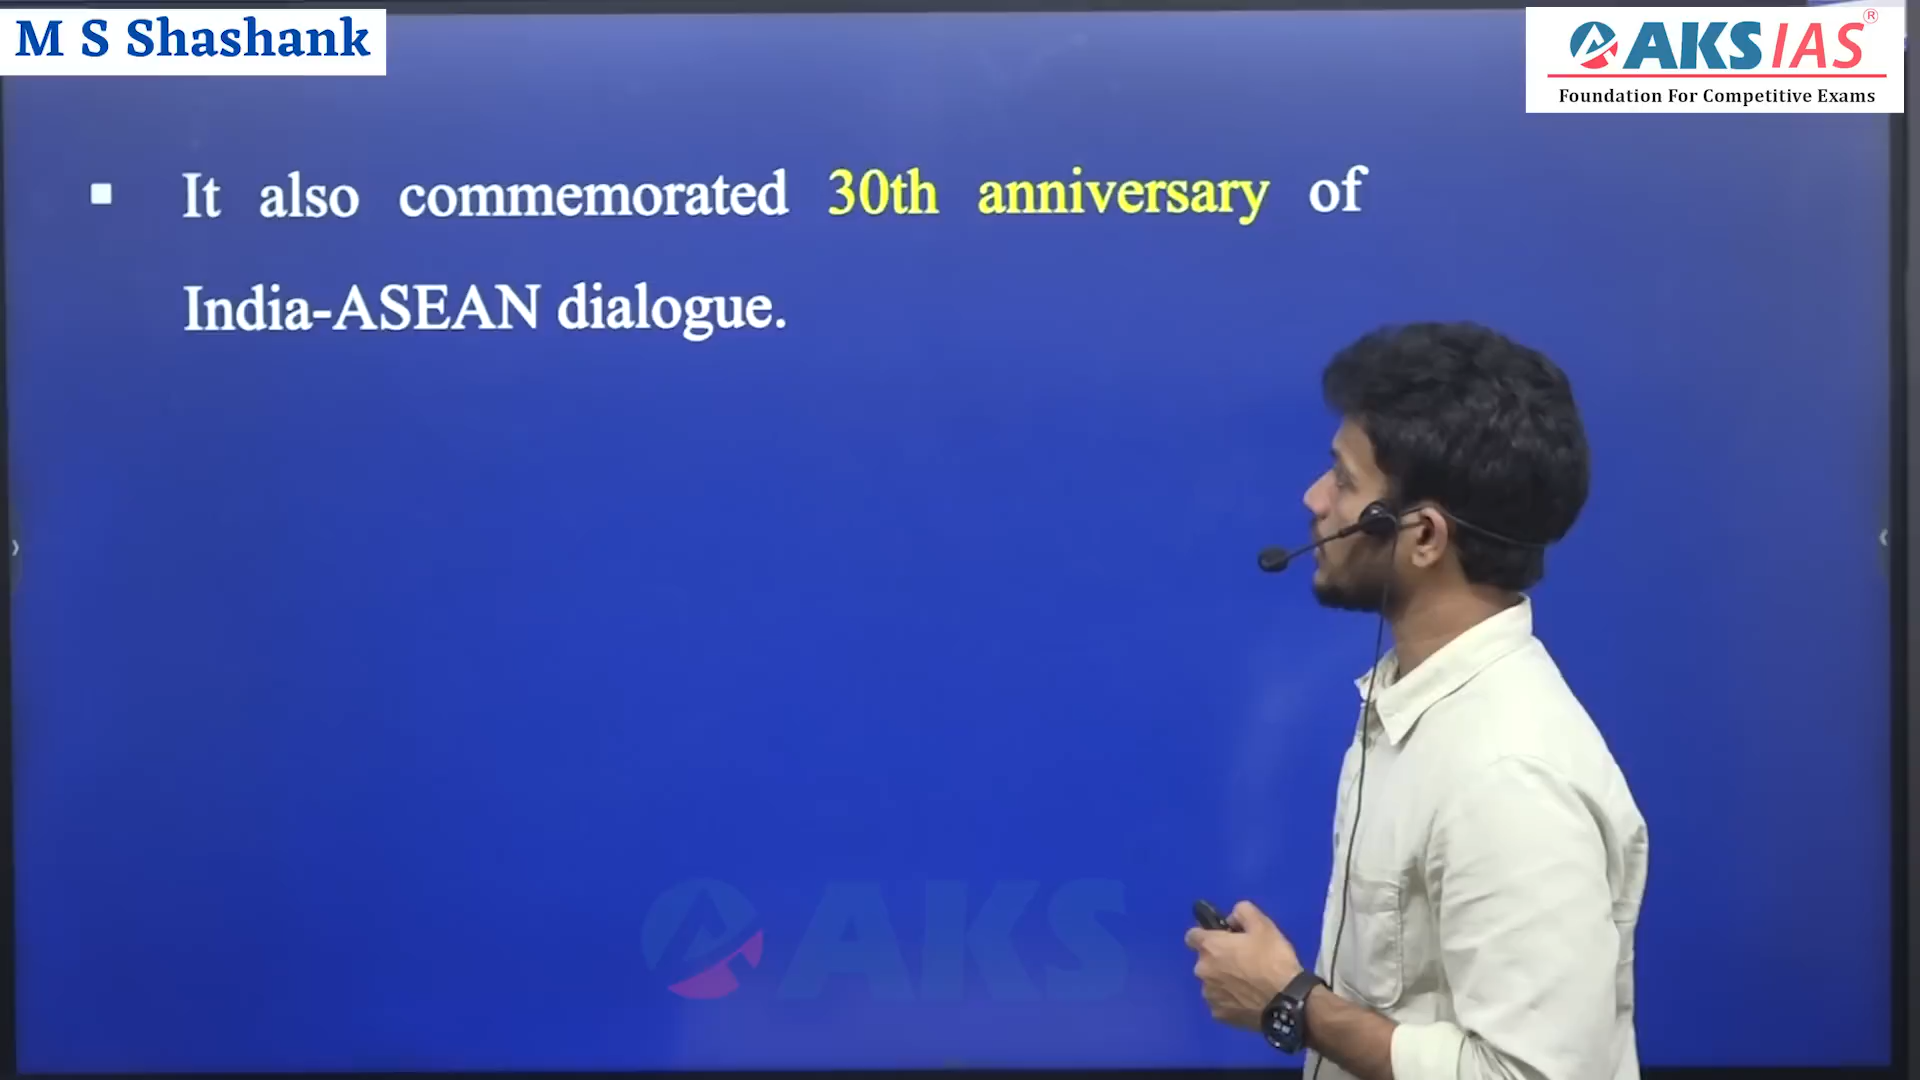 M S Shashank
AKS IAS®
Foundation For Competitive Exams
▪ It also commemorated 30th anniversary of
India-ASEAN dialogue.
AKS